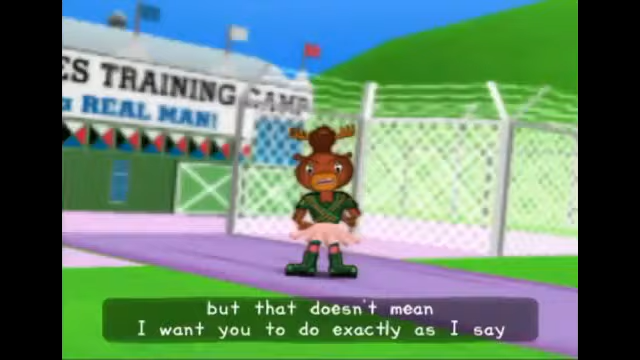 ES TRAINING CAMP
REAL MAN!
but that doesn't mean
I want you to do exactly as I say